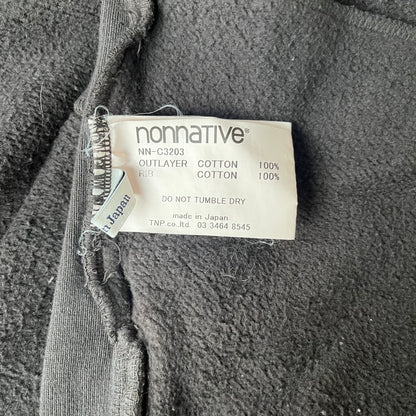 nonnative®
NN-C3203
OUTLAYER COTTON 100%
RIB COTTON 100%
DO NOT TUMBLE DRY
made in Japan
TNP.co.ltd. 03 3464 8545
n Japan